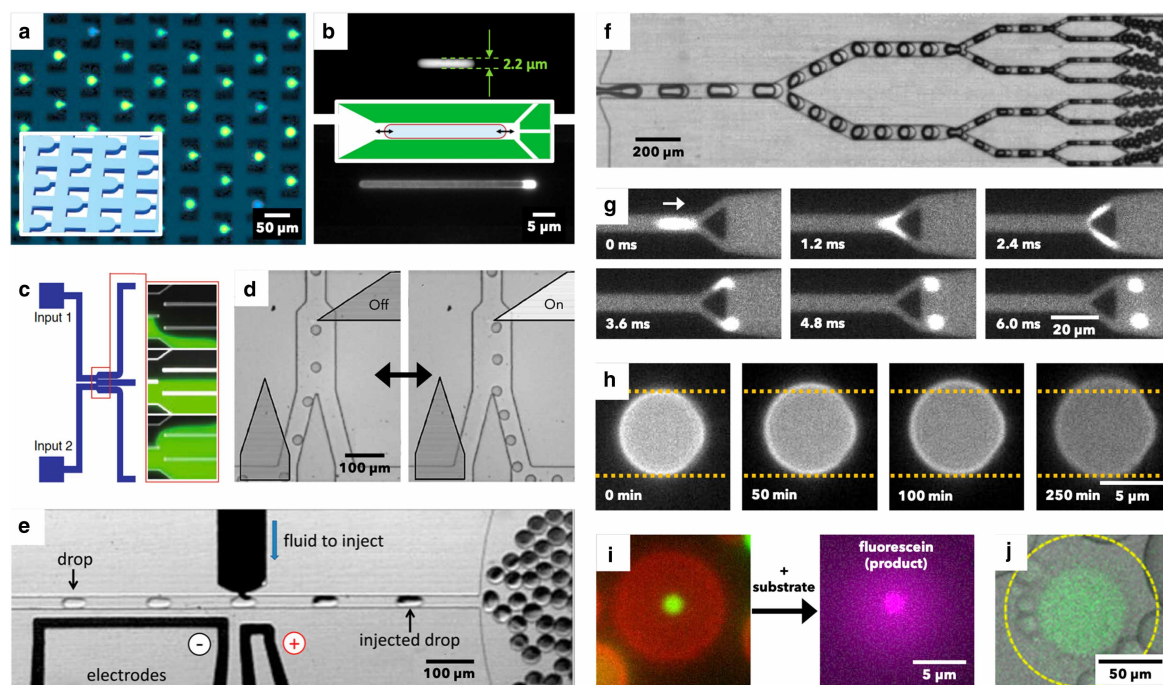 a
50 µm
b
2.2 µm
5 µm
c
Input 1
Input 2
d
Off
On
100 µm
e
fluid to inject
drop
injected drop
-
+
electrodes
100 µm
f
200 µm
g
0 ms
1.2 ms
2.4 ms
3.6 ms
4.8 ms
6.0 ms
20 µm
h
0 min
50 min
100 min
250 min
5 µm
i
+
substrate
fluorescein
(product)
5 µm
j
50 µm